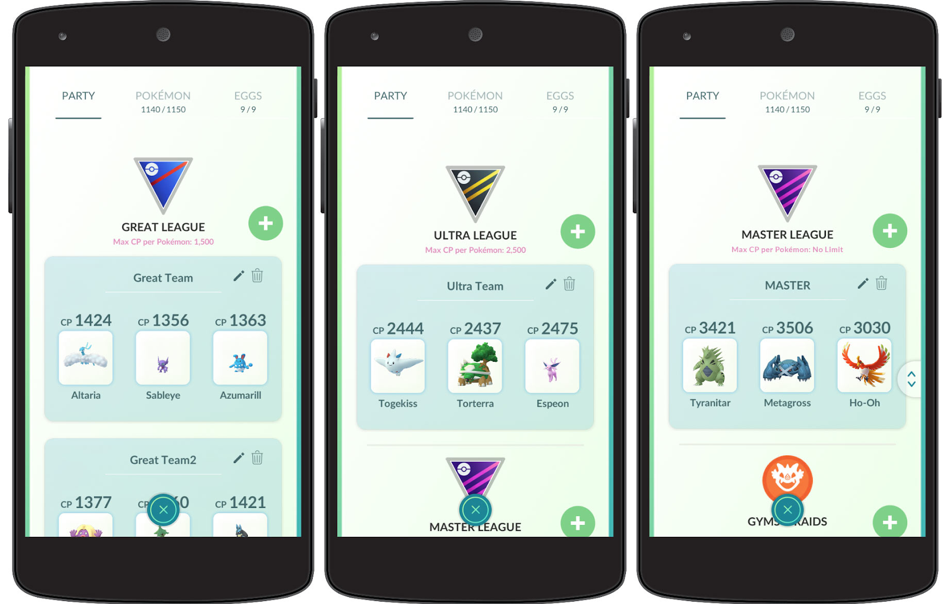 PARTY POKÉMON EGGS
1140 / 1150 9 / 9
GREAT LEAGUE
Max CP per Pokémon: 1,500
Great Team
CP 1424 CP 1356 CP 1363
Altaria Sableye Azumarill
Great Team2
CP 1377 CP 60 CP 1421
PARTY POKÉMON EGGS
1140 / 1150 9 / 9
ULTRA LEAGUE
Max CP per Pokémon: 2,500
Ultra Team
CP 2444 CP 2437 CP 2475
Togekiss Torterra Espeon
MASTER LEAGUE
PARTY POKÉMON EGGS
1140 / 1150 9 / 9
MASTER LEAGUE
Max CP per Pokémon: No Limit
MASTER
CP 3421 CP 3506 CP 3030
Tyranitar Metagross Ho-Oh
GYMS RAIDS